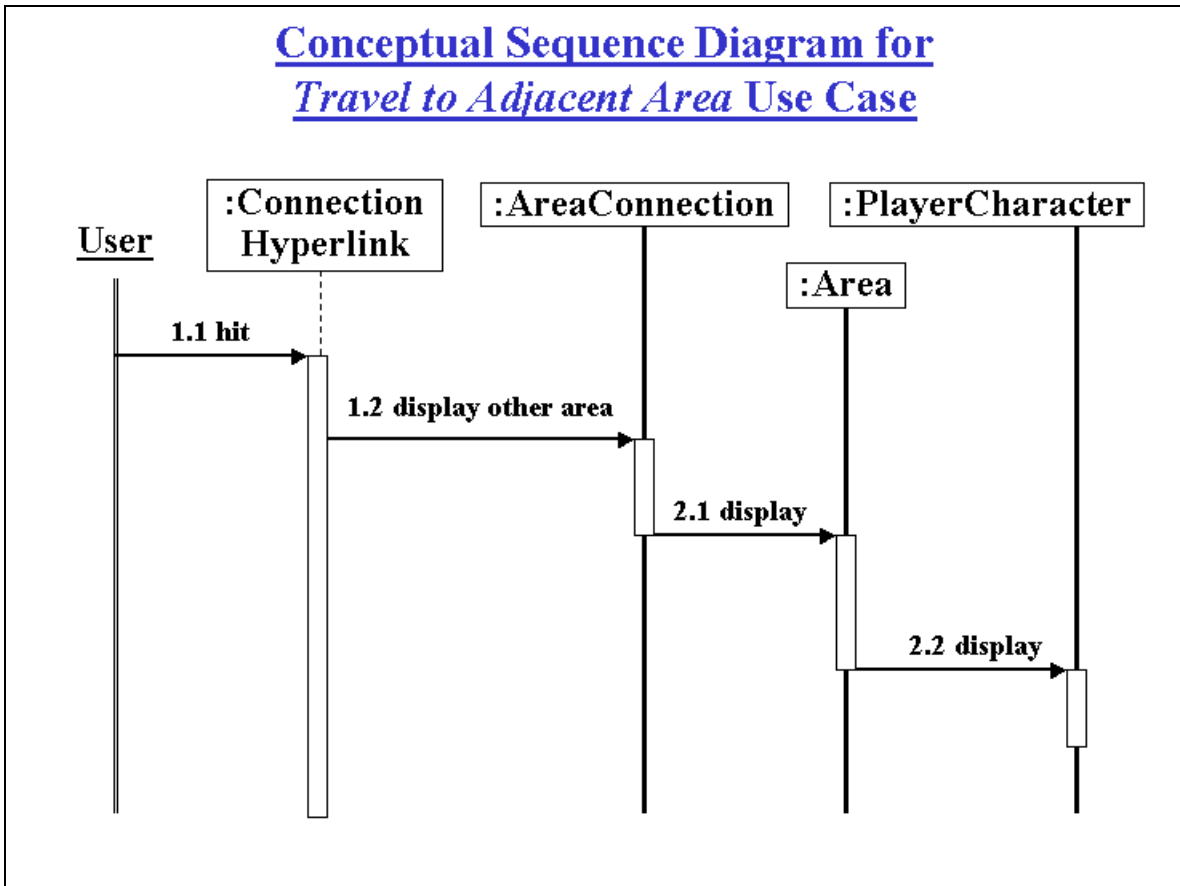 Conceptual Sequence Diagram for
Travel to Adjacent Area Use Case
User
:Connection
Hyperlink
:AreaConnection
:PlayerCharacter
:Area
1.1 hit
1.2 display other area
2.1 display
2.2 display